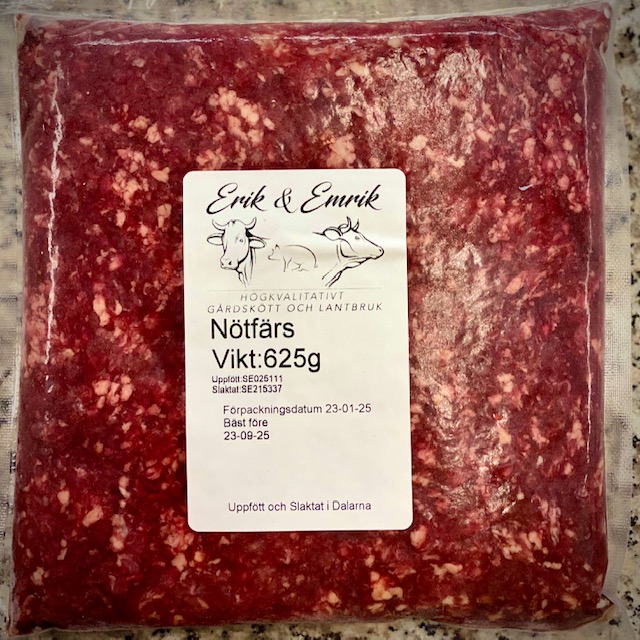 Erik & Emrik
HÖGKVALITATIVT
GÅRDSKÖTT OCH LANTBRUK
Nötfärs
Vikt:625g
Uppfött:SE025111
Slaktat:SE215337
Förpackningsdatum 23-01-25
Bäst före
23-09-25
Uppfött och Slaktat i Dalarna